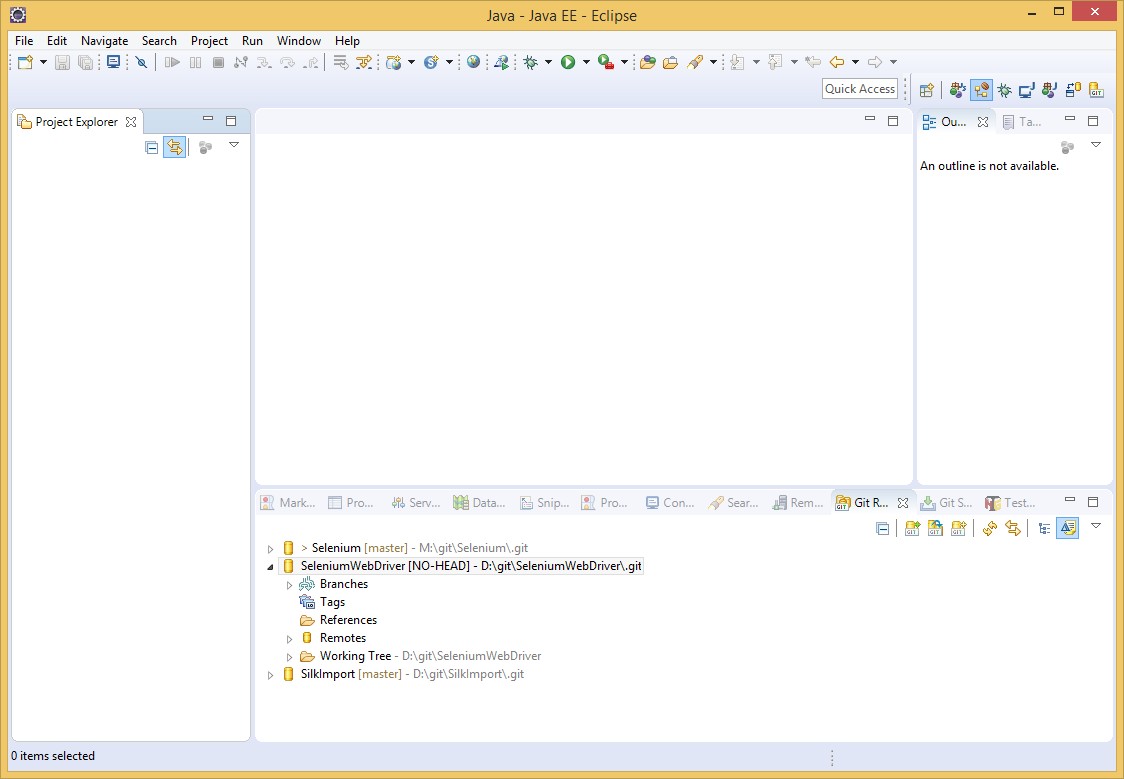 Java - Java EE - Eclipse
File Edit Navigate Search Project Run Window Help
Quick Access
Project Explorer
Ou... Ta...
An outline is not available.
Mark... Pro... Serv... Data... Snip... Pro... Con... Sear... Rem... Git R... Git S... Test...
> Selenium [master] - M:\git\Selenium\.git
SeleniumWebDriver [NO-HEAD] - D:\git\SeleniumWebDriver\.git
Branches
Tags
References
Remotes
Working Tree - D:\git\SeleniumWebDriver
SilkImport [master] - D:\git\SilkImport\.git
0 items selected